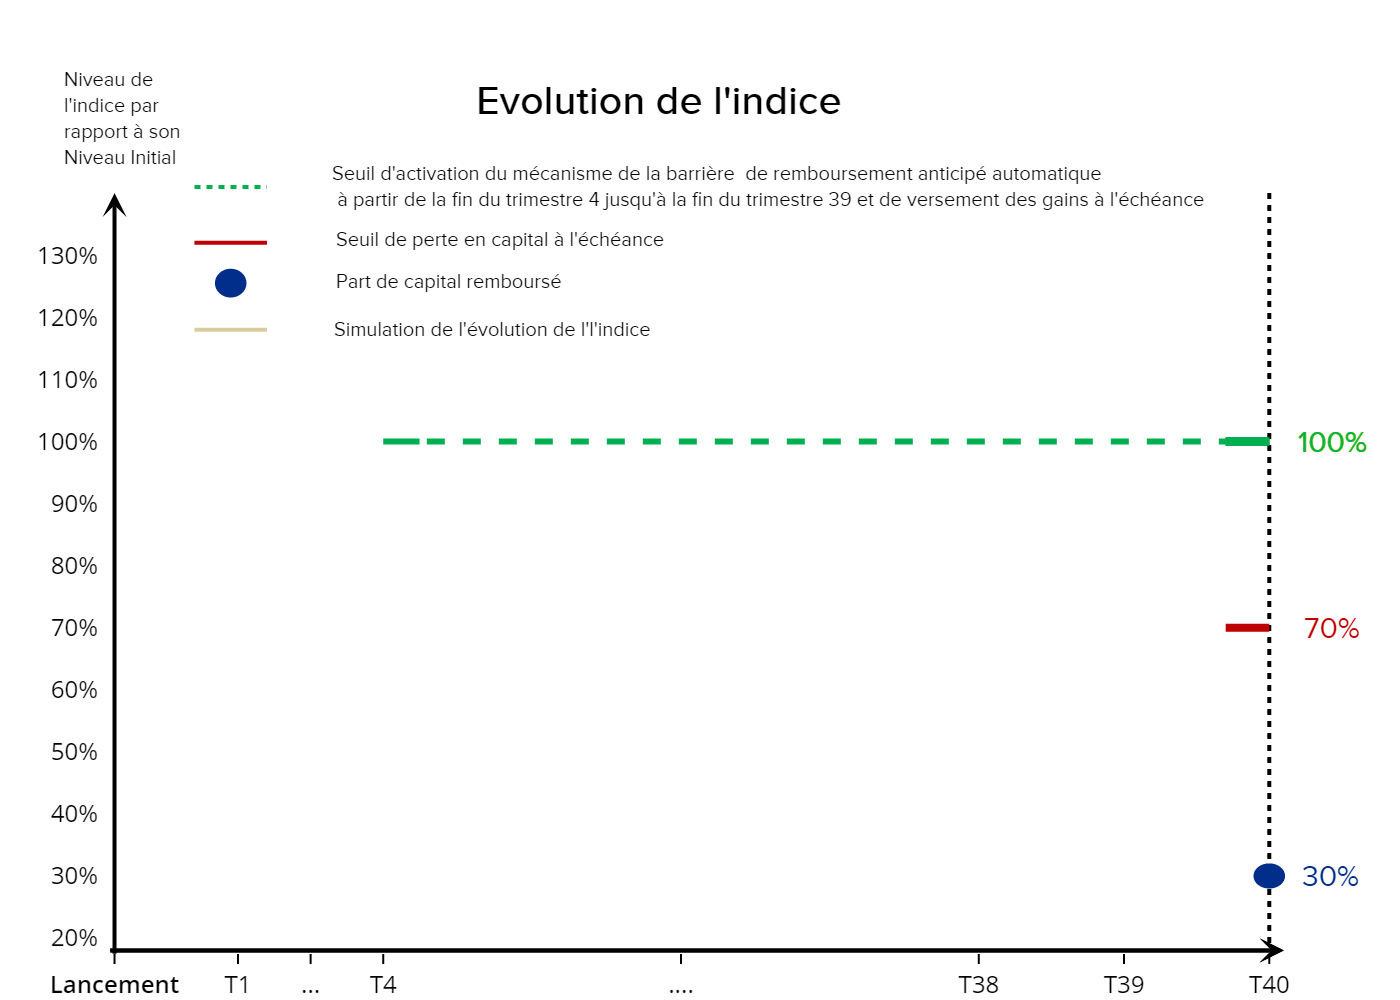 Niveau de
l'indice par
rapport à son
Niveau Initial
Evolution de l'indice
Seuil d'activation du mécanisme de la barrière  de remboursement anticipé automatique
à partir de la fin du trimestre 4 jusqu'à la fin du trimestre 39 et de versement des gains à l'échéance
Seuil de perte en capital à l'échéance
Part de capital remboursé
Simulation de l'évolution de l'l'indice
130%
120%
110%
100%
100%
90%
80%
70%
70%
60%
50%
40%
30%
30%
20%
Lancement T1 ... T4 .... T38 T39 T40